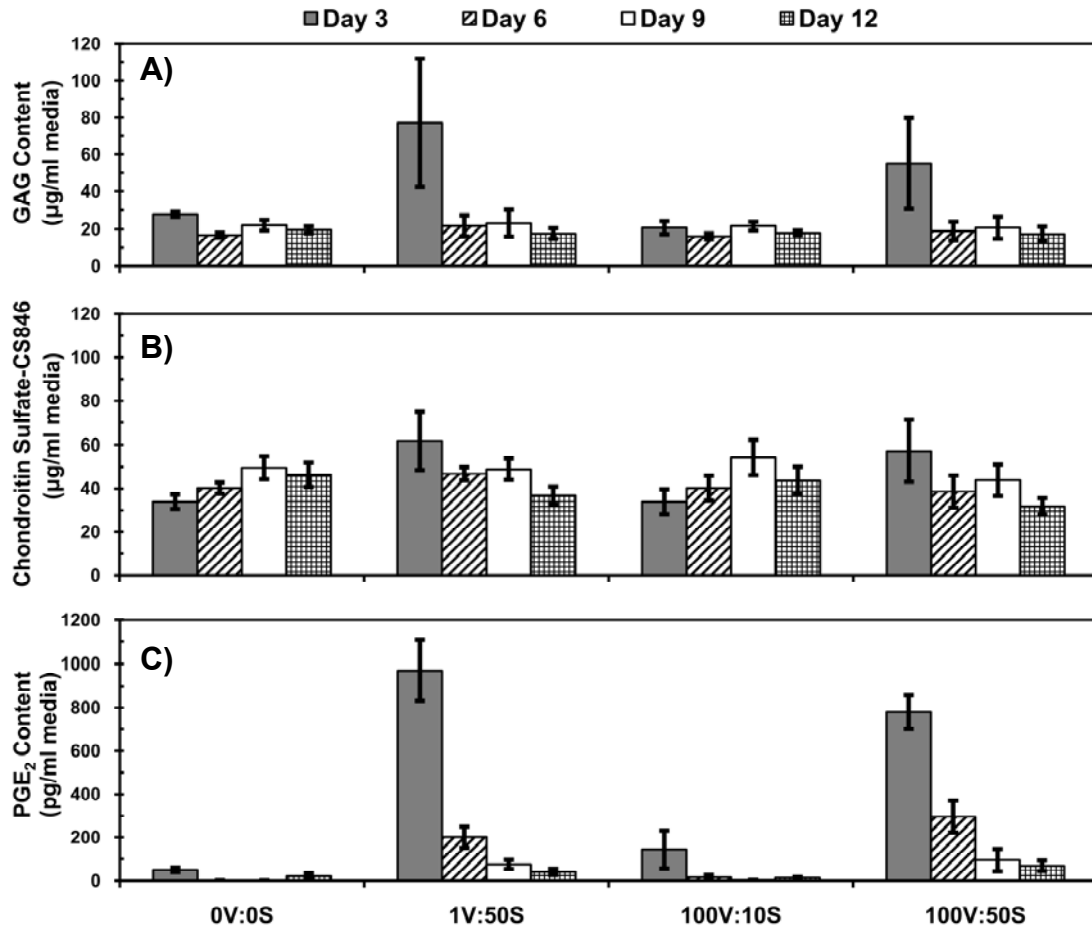 Day 3 Day 6 Day 9 Day 12
A)
GAG Content
(µg/ml media)
120
100
80
60
40
20
0
B)
Chondroitin Sulfate-CS846
(µg/ml media)
120
100
80
60
40
20
0
C)
PGE₂ Content
(pg/ml media)
1200
1000
800
600
400
200
0
0V:0S 1V:50S 100V:10S 100V:50S